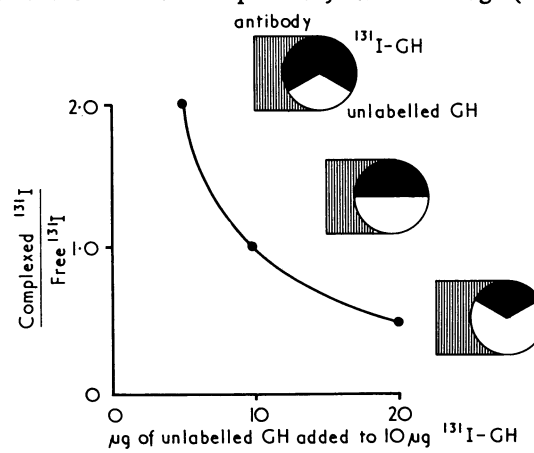 antibody
¹³¹I-GH
unlabelled GH
2·0
1·0
0
Complexed ¹³¹I
Free ¹³¹I
0 10 20
µg of unlabelled GH added to 10µg ¹³¹I-GH